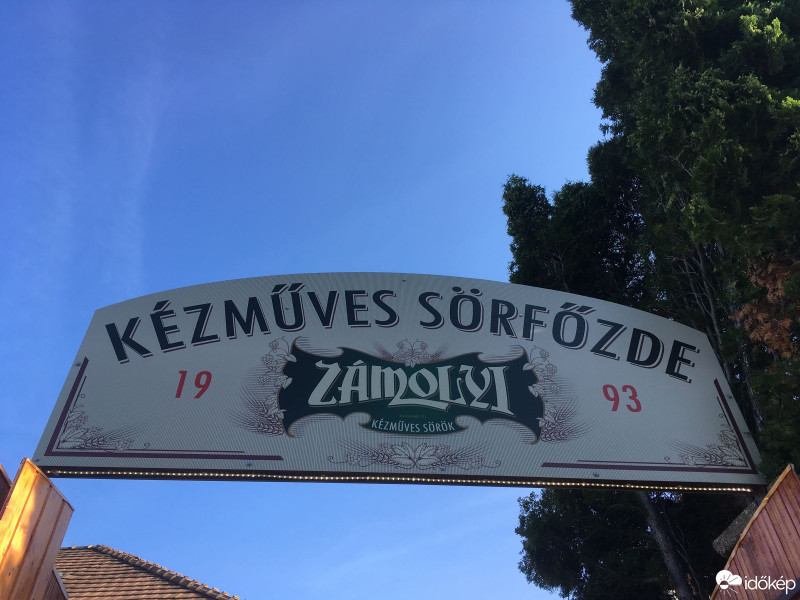 KÉZMŰVES SÖRFŐZDE
19 93
ZÁMOLYI
KÉZMŰVES SÖRÖK
időkép